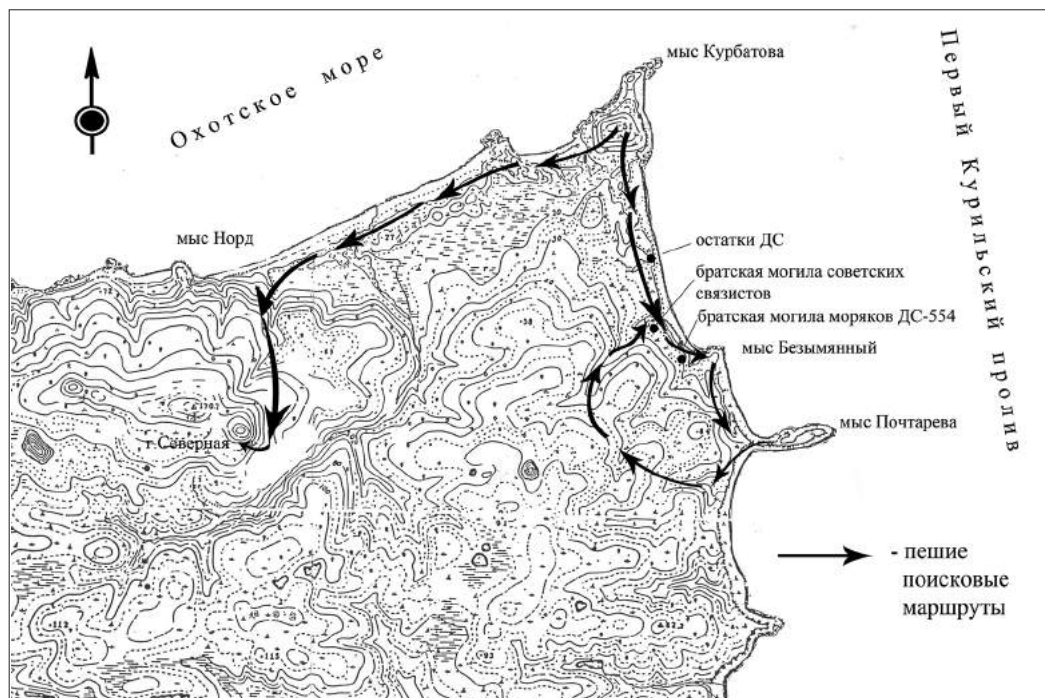 мыс Курбатова
Охотское море
Первый Курильский пролив
мыс Норд
остатки ДС
братская могила советских
связистов
братская могила моряков ДС-554
мыс Безымянный
мыс Почтарева
г Северная
- пешие
поисковые
маршруты